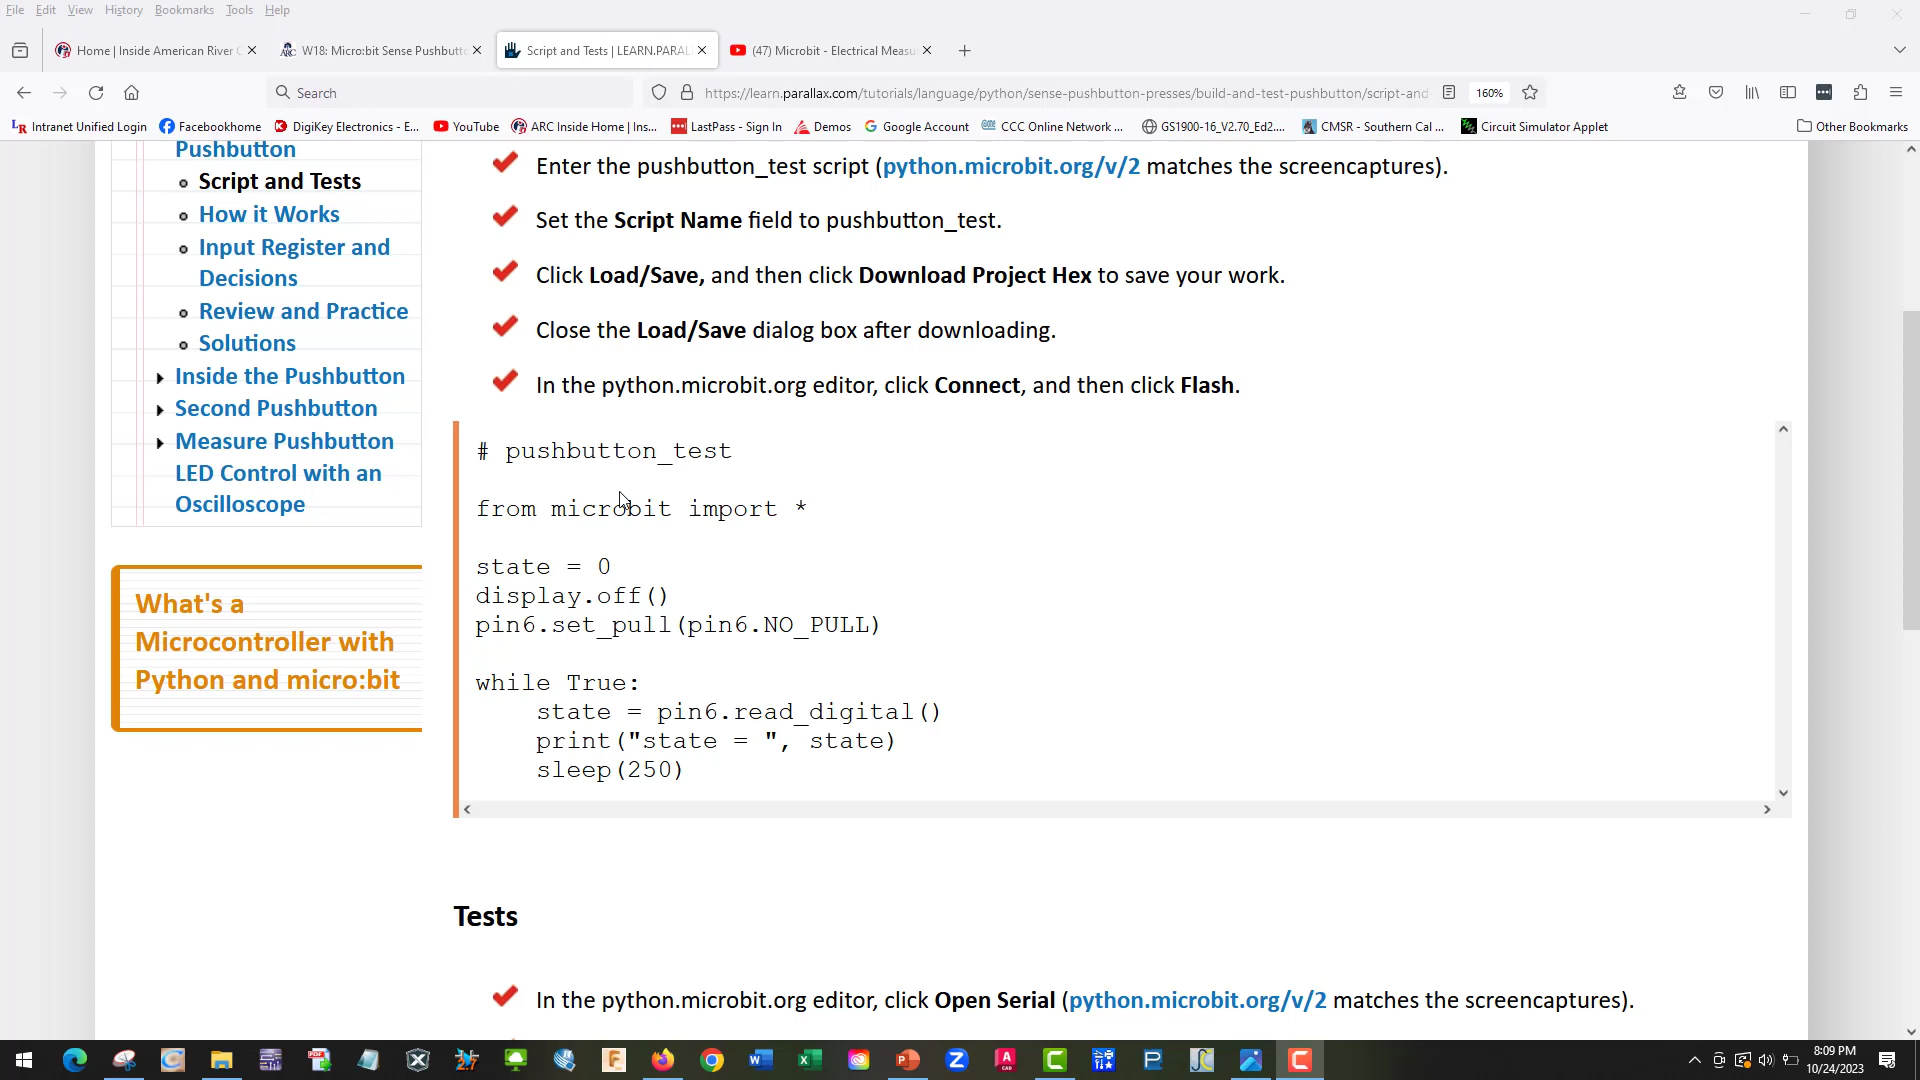 File Edit View History Bookmarks Tools Help
Home | Inside American River C
W18: Micro:bit Sense Pushbutto
Script and Tests | LEARN.PARAL
(47) Microbit - Electrical Measu
Search
https://learn.parallax.com/tutorials/language/python/sense-pushbutton-presses/build-and-test-pushbutton/script-and-
160%
Intranet Unified Login
Facebookhome
DigiKey Electronics - E...
YouTube
ARC Inside Home | Ins...
LastPass - Sign In
Demos
Google Account
CCC Online Network ...
GS1900-16_V2.70_Ed2....
CMSR - Southern Cal ...
Circuit Simulator Applet
Other Bookmarks
Pushbutton
Script and Tests
How it Works
Input Register and
Decisions
Review and Practice
Solutions
Inside the Pushbutton
Second Pushbutton
Measure Pushbutton
LED Control with an
Oscilloscope
What's a
Microcontroller with
Python and micro:bit
Enter the pushbutton_test script (python.microbit.org/v/2 matches the screencaptures).
Set the Script Name field to pushbutton_test.
Click Load/Save, and then click Download Project Hex to save your work.
Close the Load/Save dialog box after downloading.
In the python.microbit.org editor, click Connect, and then click Flash.
# pushbutton_test
from microbit import *
state = 0
display.off()
pin6.set_pull(pin6.NO_PULL)
while True:
    state = pin6.read_digital()
    print("state = ", state)
    sleep(250)
Tests
In the python.microbit.org editor, click Open Serial (python.microbit.org/v/2 matches the screencaptures).
8:09 PM
10/24/2023